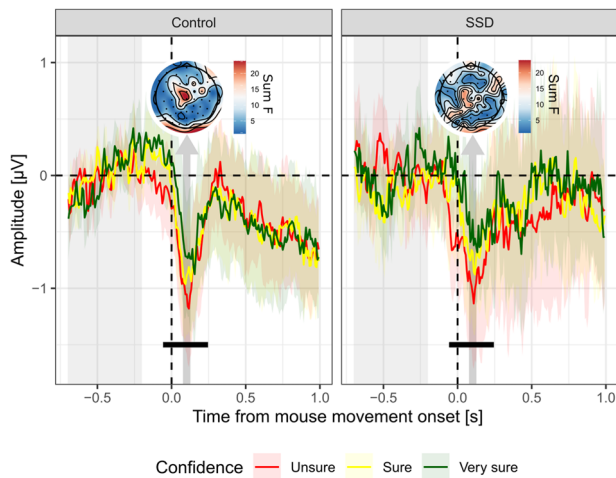 Control SSD
1
20
15
10
5
Sum F
20
15
10
5
Sum F
0
−1
Amplitude [µV]
−0.5 0.0 0.5 1.0 −0.5 0.0 0.5 1.0
Time from mouse movement onset [s]
Confidence Unsure Sure Very sure